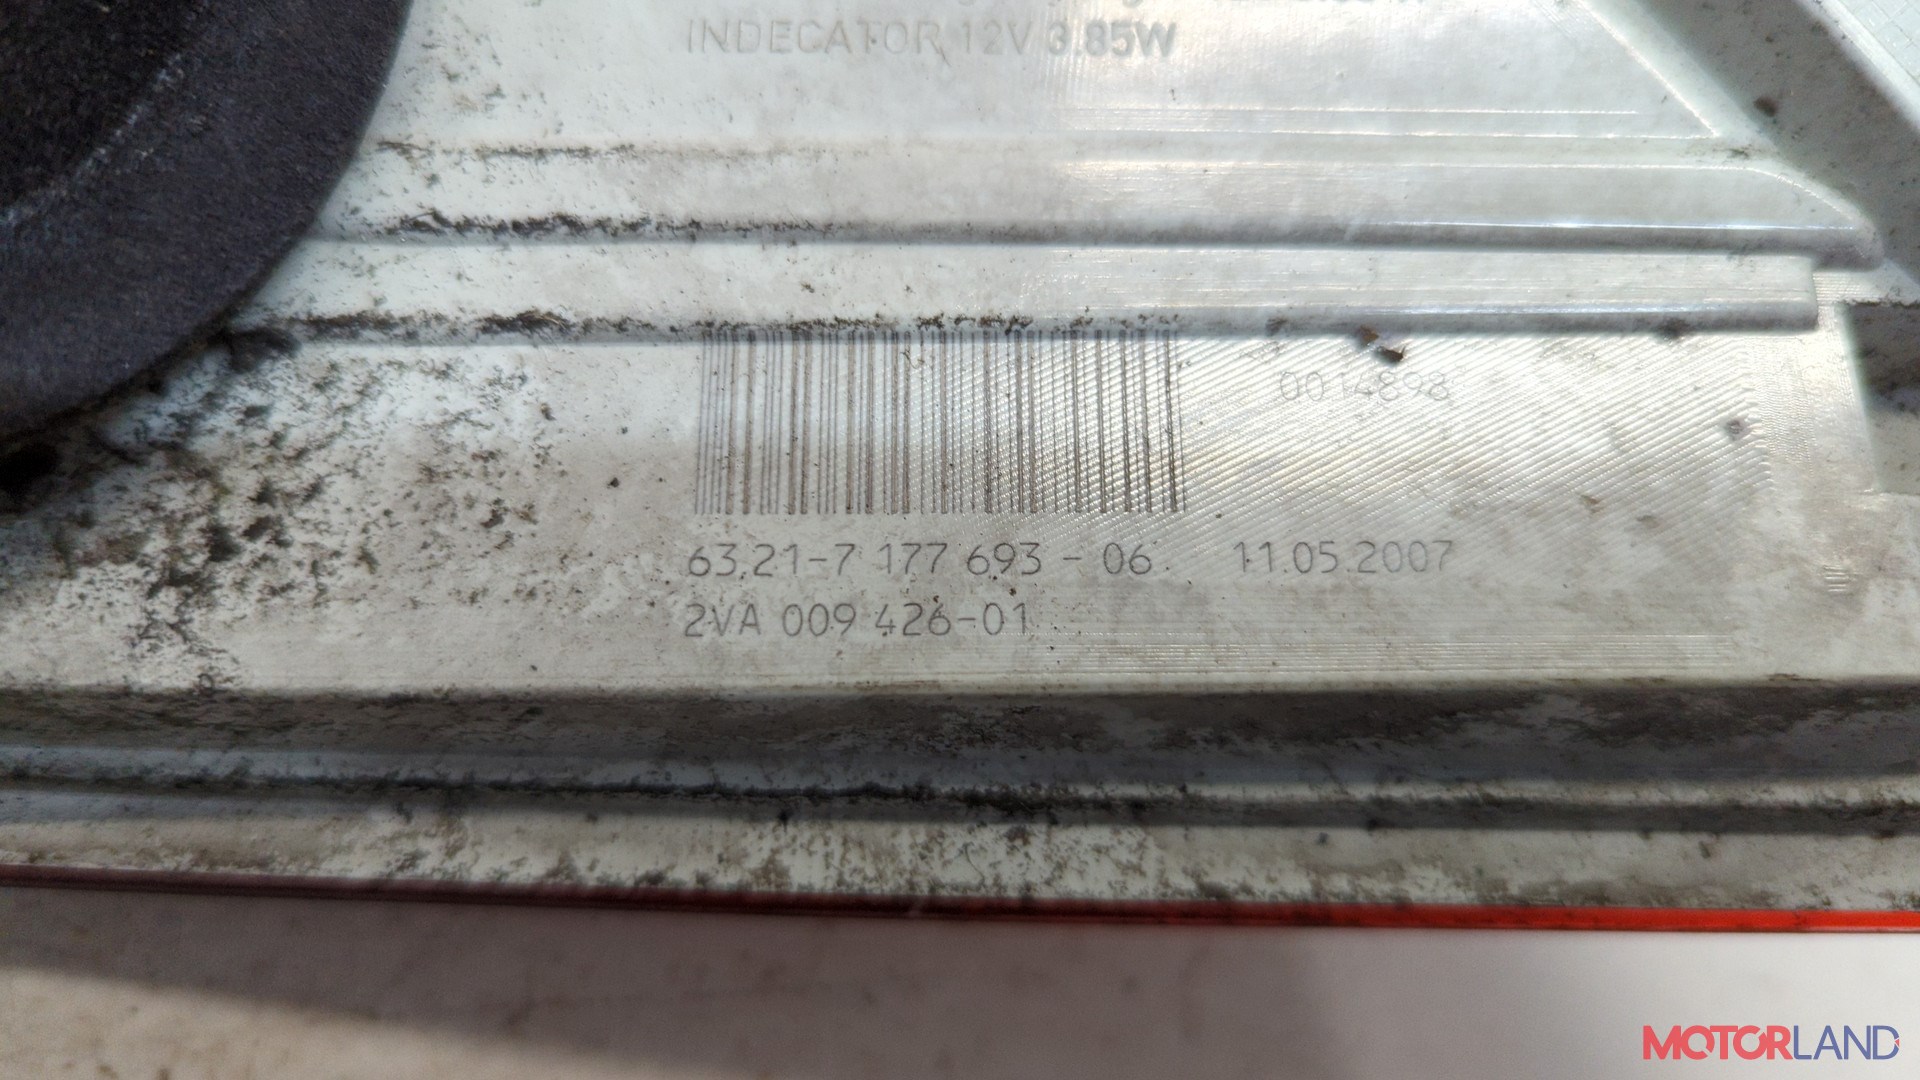 INDECATOR 12V 3.85W
0014898
63.21-7 177 693 - 06 11.05.2007
2VA 009 426-01
MOTORLAND